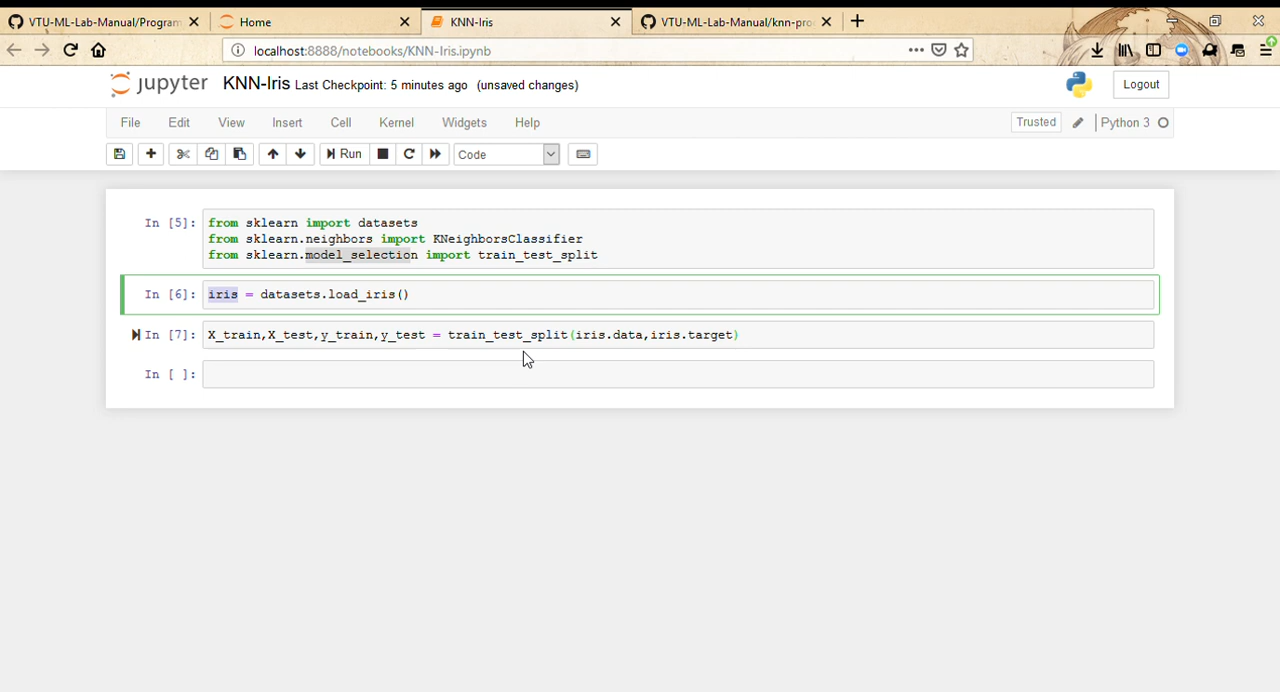 VTU-ML-Lab-Manual/Program
Home
KNN-Iris
VTU-ML-Lab-Manual/knn-pro
localhost:8888/notebooks/KNN-Iris.ipynb
jupyter KNN-Iris Last Checkpoint: 5 minutes ago (unsaved changes)
Logout
File Edit View Insert Cell Kernel Widgets Help
Trusted
Python 3
Run
Code
In [5]: from sklearn import datasets
from sklearn.neighbors import KNeighborsClassifier
from sklearn.model_selection import train_test_split
In [6]: iris = datasets.load_iris()
In [7]: X_train,X_test,y_train,y_test = train_test_split(iris.data,iris.target)
In [ ]: